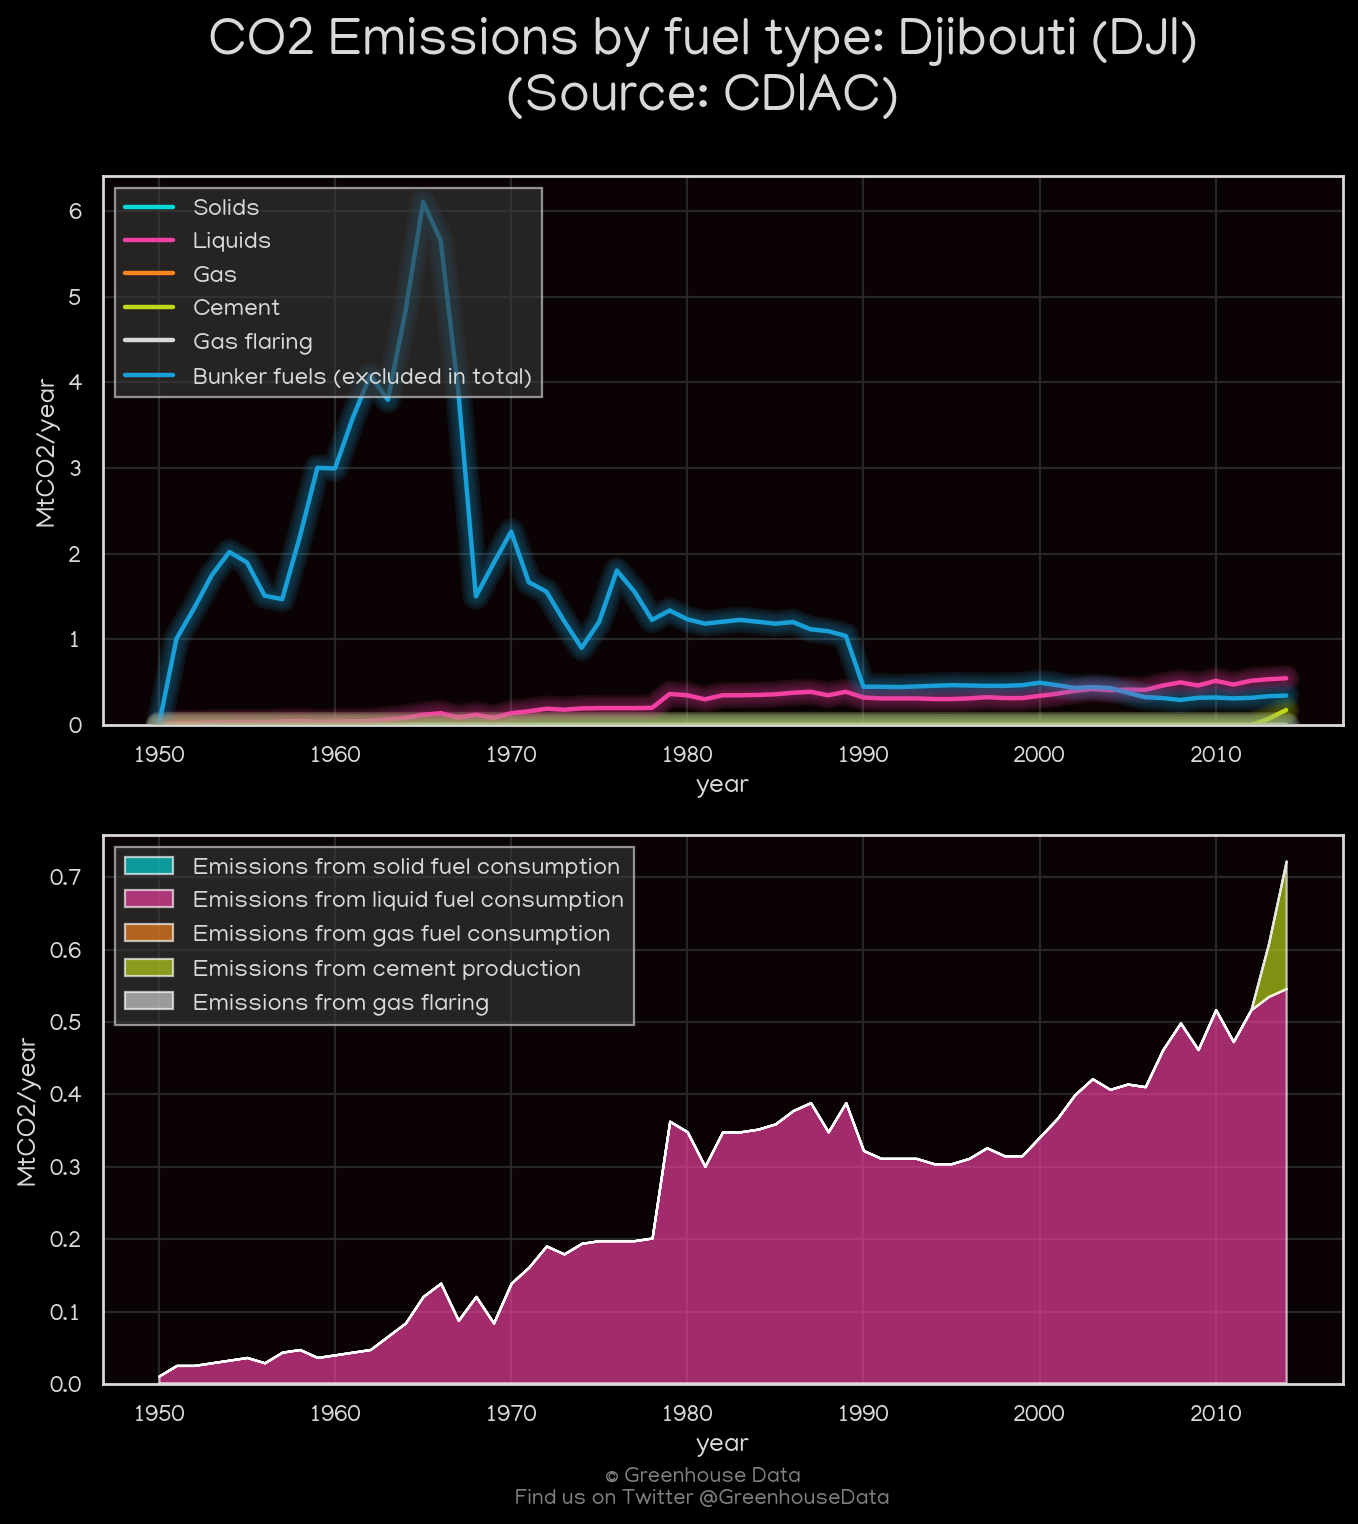 CO2 Emissions by fuel type: Djibouti (DJI)
(Source: CDIAC)
Solids
Liquids
Gas
Cement
Gas flaring
Bunker fuels (excluded in total)
MtCO2/year
6
5
4
3
2
1
0
1950 1960 1970 1980 1990 2000 2010
year
Emissions from solid fuel consumption
Emissions from liquid fuel consumption
Emissions from gas fuel consumption
Emissions from cement production
Emissions from gas flaring
MtCO2/year
0.7
0.6
0.5
0.4
0.3
0.2
0.1
0.0
1950 1960 1970 1980 1990 2000 2010
year
© Greenhouse Data
Find us on Twitter @GreenhouseData